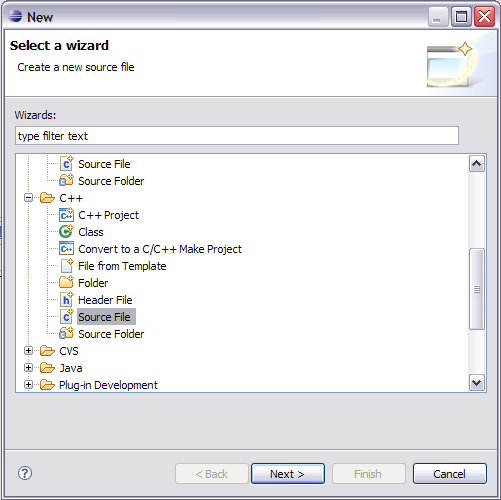 New
Select a wizard
Create a new source file
Wizards:
type filter text
Source File
Source Folder
C++
C++ Project
Class
Convert to a C/C++ Make Project
File from Template
Folder
Header File
Source File
Source Folder
CVS
Java
Plug-in Development
< Back Next > Finish Cancel